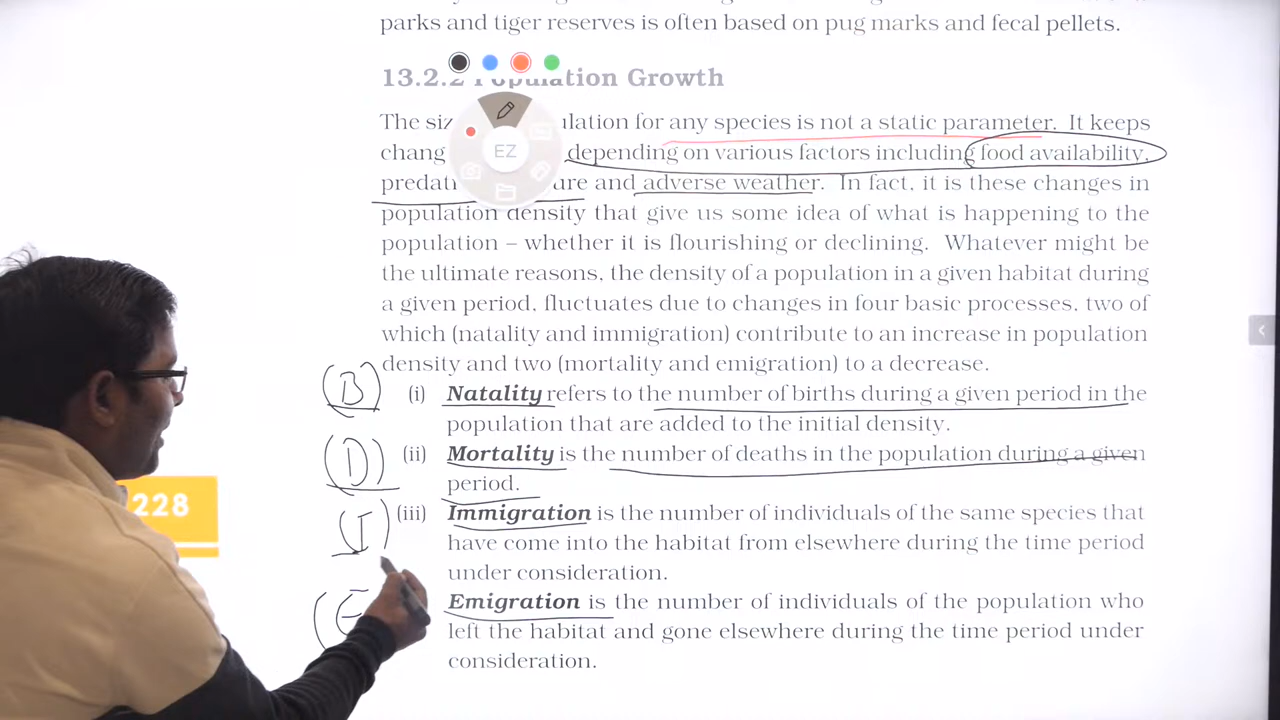 parks and tiger reserves is often based on pug marks and fecal pellets.
13.2.2 Population Growth
The siz ulation for any species is not a static parameter. It keeps
chang depending on various factors including food availability,
predati ure and adverse weather. In fact, it is these changes in
population density that give us some idea of what is happening to the
population – whether it is flourishing or declining. Whatever might be
the ultimate reasons, the density of a population in a given habitat during
a given period, fluctuates due to changes in four basic processes, two of
which (natality and immigration) contribute to an increase in population
density and two (mortality and emigration) to a decrease.
(B) (i) Natality refers to the number of births during a given period in the
population that are added to the initial density.
(D) (ii) Mortality is the number of deaths in the population during a given
period.
(I) (iii) Immigration is the number of individuals of the same species that
have come into the habitat from elsewhere during the time period
under consideration.
(E Emigration is the number of individuals of the population who
left the habitat and gone elsewhere during the time period under
consideration.
228
EZ